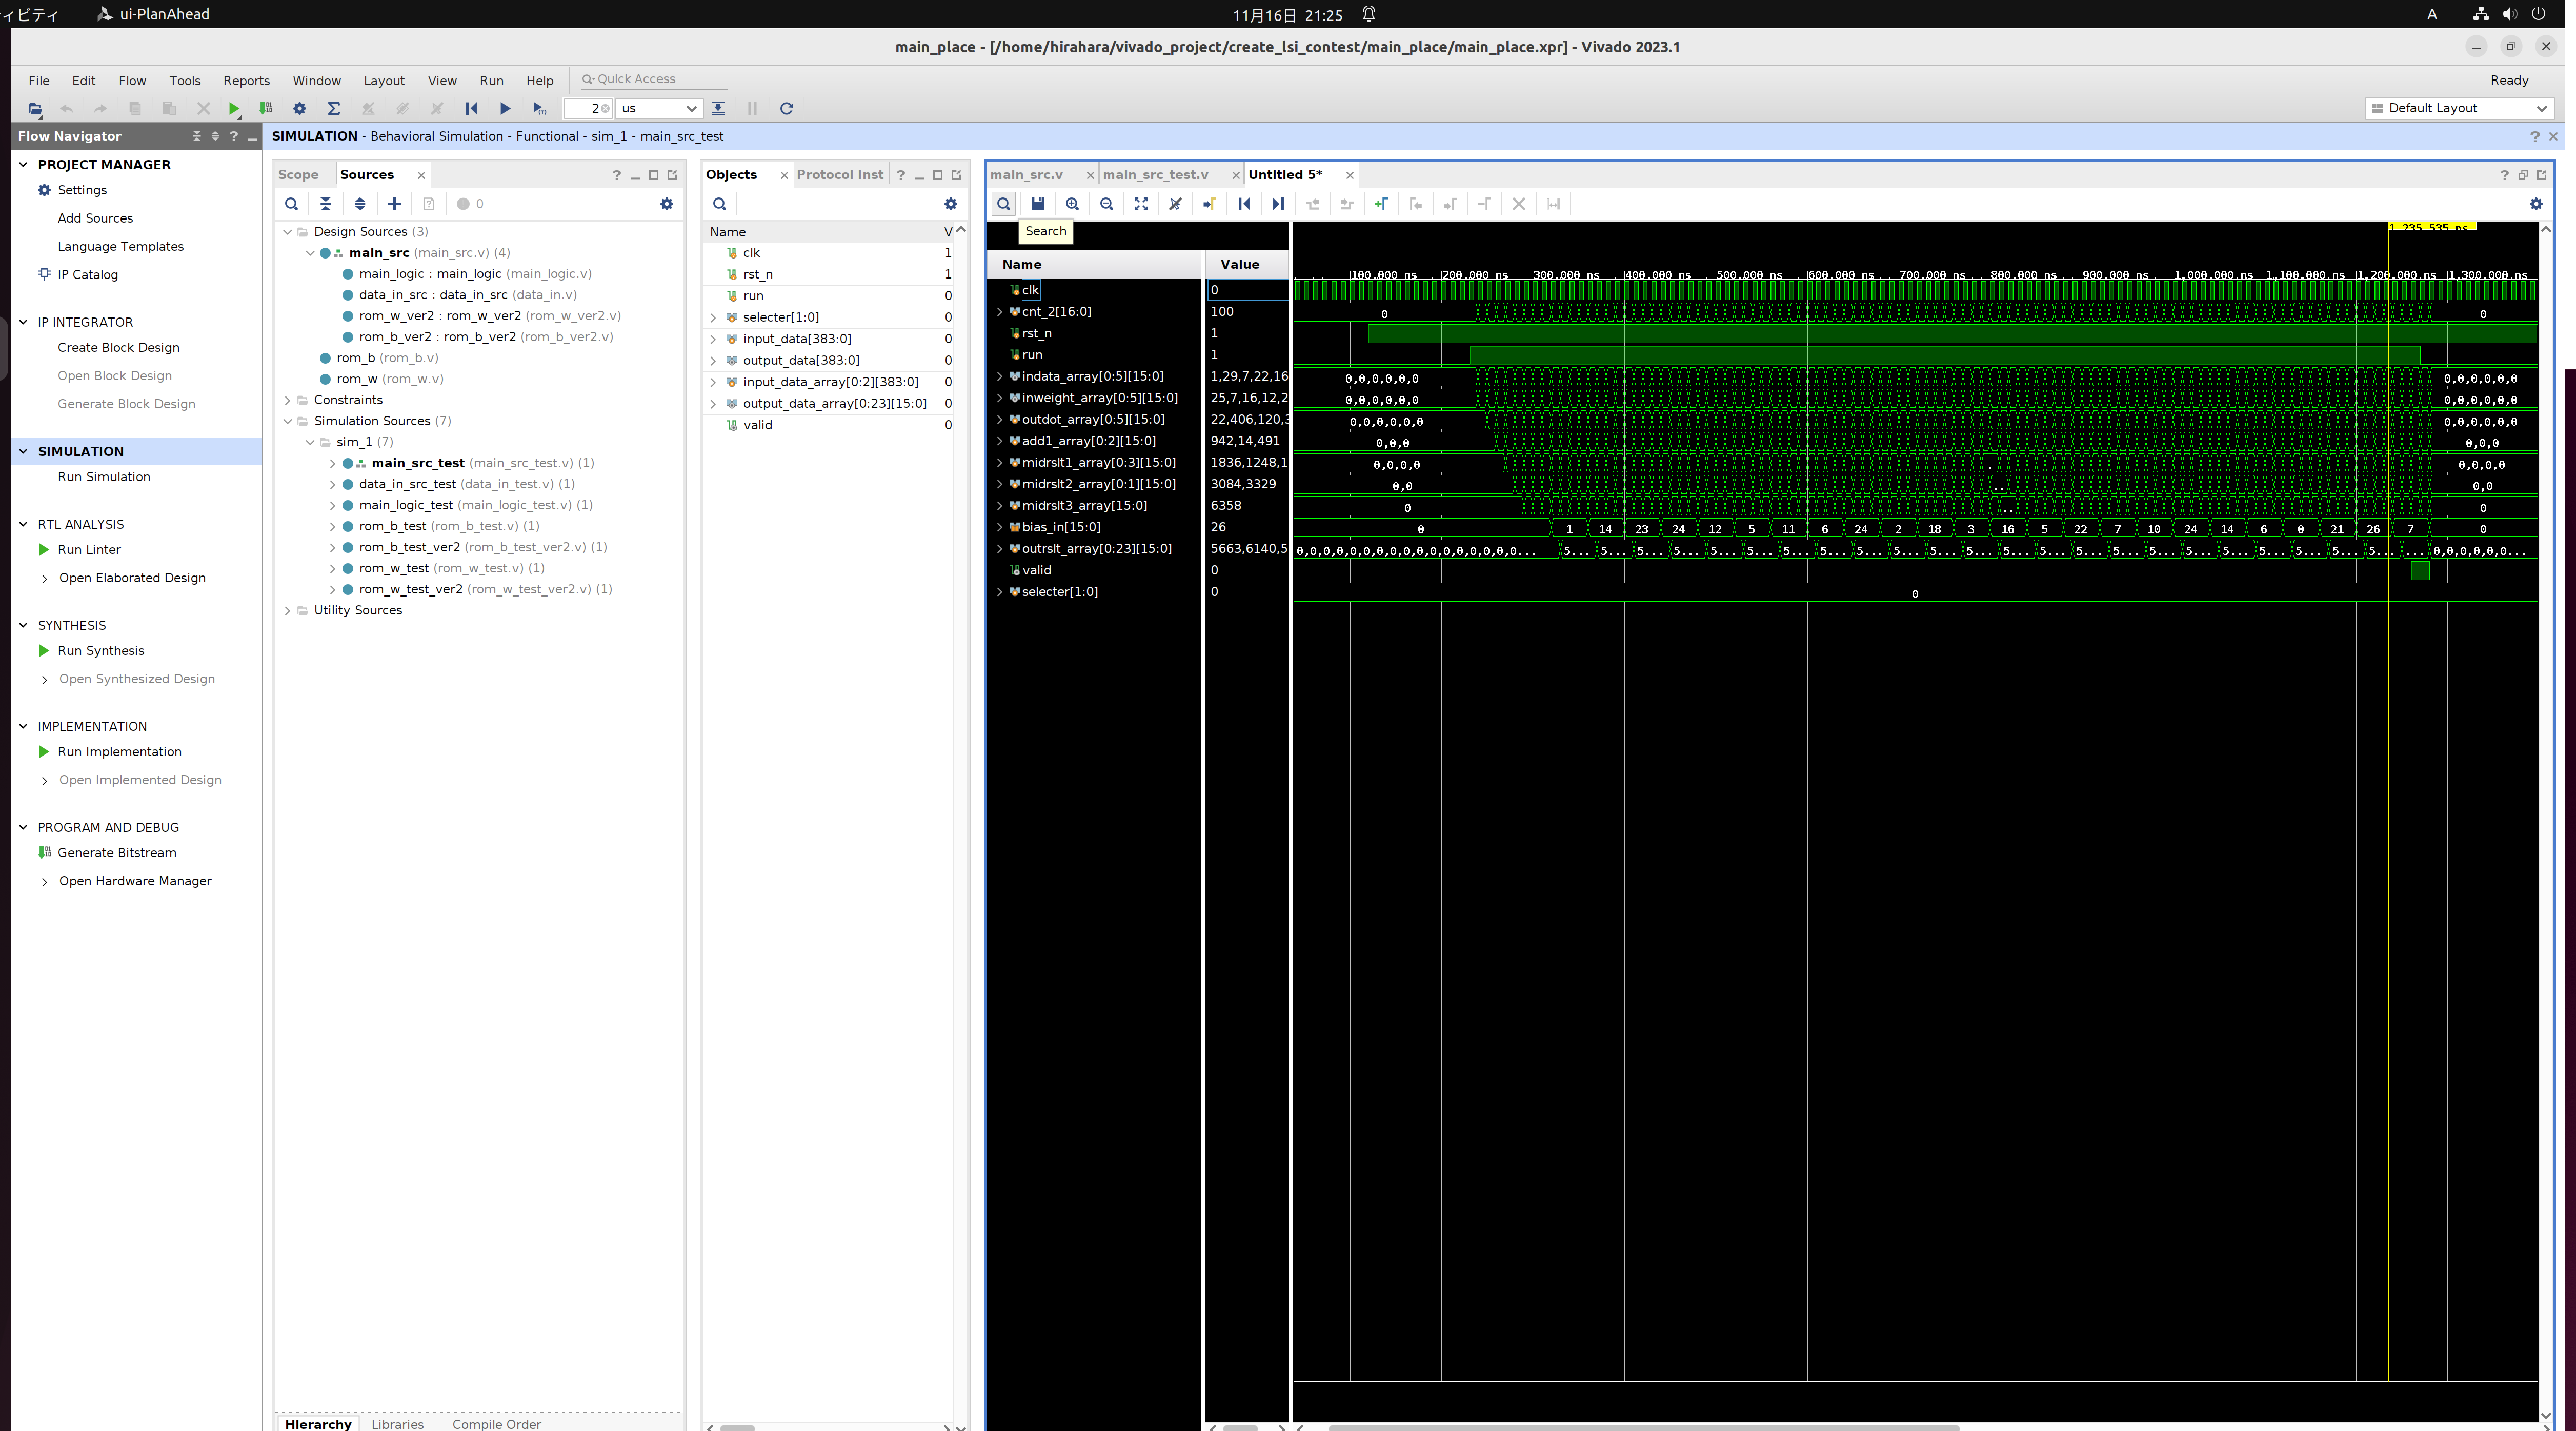 ィビティ
ui-PlanAhead
11月16日 21:25
A
main_place - [/home/hirahara/vivado_project/create_lsi_contest/main_place/main_place.xpr] - Vivado 2023.1
File Edit Flow Tools Reports Window Layout View Run Help
Quick Access
Ready
2 us
Default Layout
Flow Navigator
SIMULATION - Behavioral Simulation - Functional - sim_1 - main_src_test
PROJECT MANAGER
Settings
Add Sources
Language Templates
IP Catalog
IP INTEGRATOR
Create Block Design
Open Block Design
Generate Block Design
SIMULATION
Run Simulation
RTL ANALYSIS
Run Linter
Open Elaborated Design
SYNTHESIS
Run Synthesis
Open Synthesized Design
IMPLEMENTATION
Run Implementation
Open Implemented Design
PROGRAM AND DEBUG
Generate Bitstream
Open Hardware Manager
Scope Sources
0
Design Sources (3)
main_src (main_src.v) (4)
main_logic : main_logic (main_logic.v)
data_in_src : data_in_src (data_in.v)
rom_w_ver2 : rom_w_ver2 (rom_w_ver2.v)
rom_b_ver2 : rom_b_ver2 (rom_b_ver2.v)
rom_b (rom_b.v)
rom_w (rom_w.v)
Constraints
Simulation Sources (7)
sim_1 (7)
main_src_test (main_src_test.v) (1)
data_in_src_test (data_in_test.v) (1)
main_logic_test (main_logic_test.v) (1)
rom_b_test (rom_b_test.v) (1)
rom_b_test_ver2 (rom_b_test_ver2.v) (1)
rom_w_test (rom_w_test.v) (1)
rom_w_test_ver2 (rom_w_test_ver2.v) (1)
Utility Sources
Hierarchy Libraries Compile Order
Objects Protocol Inst
Name V
clk 1
rst_n 1
run 0
selecter[1:0] 0
input_data[383:0] 0
output_data[383:0] 0
input_data_array[0:2][383:0] 0
output_data_array[0:23][15:0] 0
valid 0
main_src.v main_src_test.v Untitled 5*
Search
1,235.535 ns
Name Value
100.000 ns 200.000 ns 300.000 ns 400.000 ns 500.000 ns 600.000 ns 700.000 ns 800.000 ns 900.000 ns 1,000.000 ns 1,100.000 ns 1,200.000 ns 1,300.000 ns
clk 0
cnt_2[16:0] 100 0 0
rst_n 1
run 1
indata_array[0:5][15:0] 1,29,7,22,16 0,0,0,0,0,0 0,0,0,0,0,0
inweight_array[0:5][15:0] 25,7,16,12,2 0,0,0,0,0,0 0,0,0,0,0,0
outdot_array[0:5][15:0] 22,406,120,3 0,0,0,0,0,0 0,0,0,0,0,0
add1_array[0:2][15:0] 942,14,491 0,0,0 0,0,0
midrslt1_array[0:3][15:0] 1836,1248,1 0,0,0,0 . 0,0,0,0
midrslt2_array[0:1][15:0] 3084,3329 0,0 .. 0,0
midrslt3_array[15:0] 6358 0 .. 0
bias_in[15:0] 26 0 1 14 23 24 12 5 11 6 24 2 18 3 16 5 22 7 10 24 14 6 0 21 26 7 0
outrslt_array[0:23][15:0] 5663,6140,5 0,0,0,0,0,0,0,0,0,0,0,0,0,0,0... 5... 5... 5... 5... 5... 5... 5... 5... 5... 5... 5... 5... 5... 5... 5... 5... 5... 5... 5... 5... 5... 5... 5... ... 0,0,0,0,0,0...
valid 0
selecter[1:0] 0 0